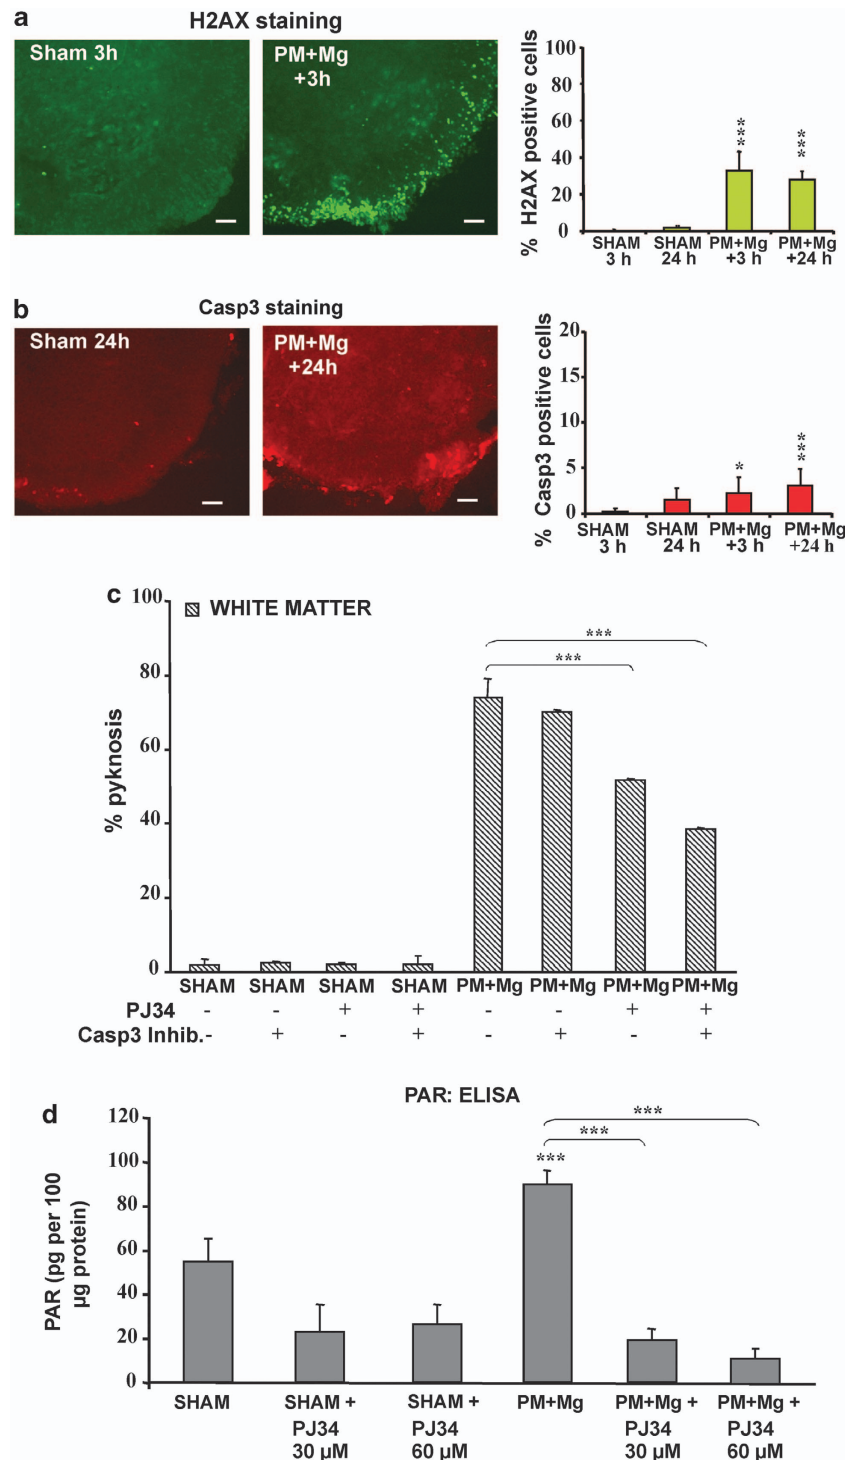 a
H2AX staining
Sham 3h
PM+Mg
+3h
% H2AX positive cells
100
80
60
40
20
0
***
***
SHAM
3 h
SHAM
24 h
PM+Mg
+3 h
PM+Mg
+24 h
b
Casp3 staining
Sham 24h
PM+Mg
+24h
% Casp3 positive cells
20
15
10
5
0
*
***
SHAM
3 h
SHAM
24 h
PM+Mg
+3 h
PM+Mg
+24 h
c
WHITE MATTER
% pyknosis
100
80
60
40
20
0
***
***
SHAM SHAM SHAM SHAM PM+Mg PM+Mg PM+Mg PM+Mg
PJ34 - - + + - - + +
Casp3 Inhib. - + - + - + - +
d
PAR: ELISA
PAR (pg per 100
µg protein)
120
100
80
60
40
20
0
***
***
***
SHAM
SHAM +
PJ34
30 µM
SHAM +
PJ34
60 µM
PM+Mg
PM+Mg +
PJ34
30 µM
PM+Mg +
PJ34
60 µM